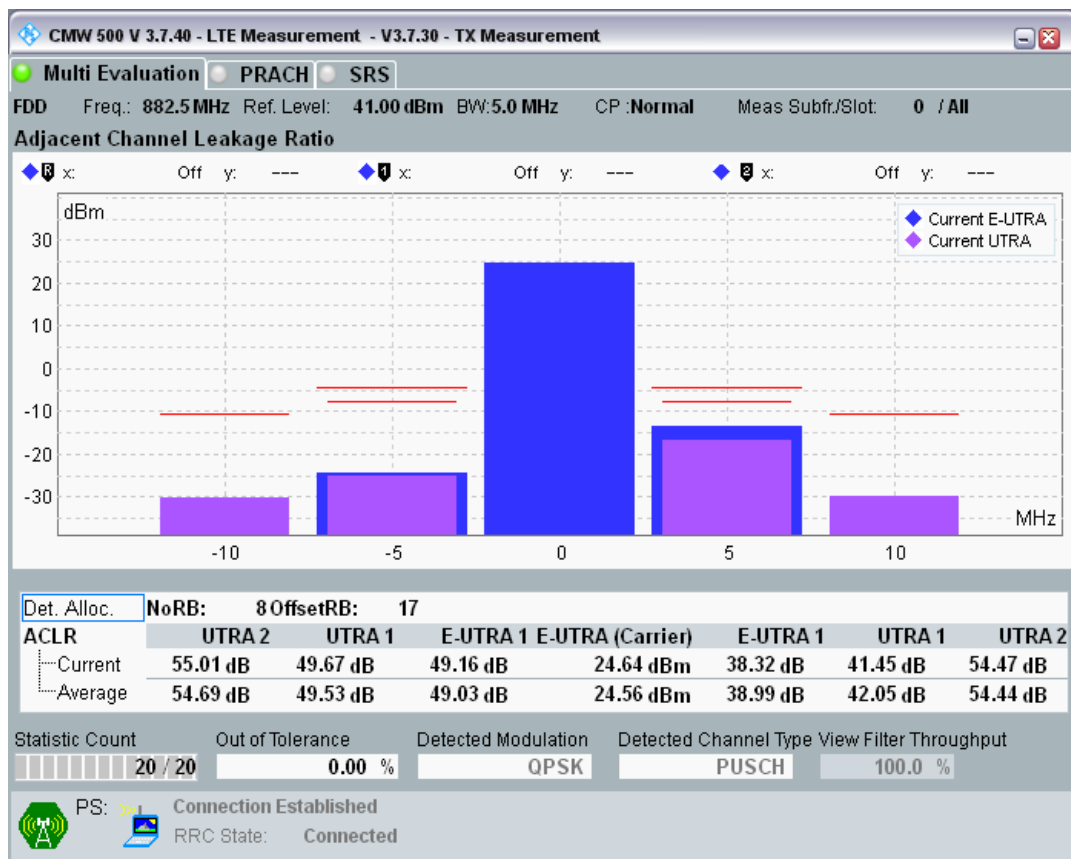 CMW 500 V 3.7.40 - LTE Measurement - V3.7.30 - TX Measurement
Multi Evaluation PRACH SRS
FDD Freq.: 882.5 MHz Ref. Level: 41.00 dBm BW:5.0 MHz CP :Normal Meas Subfr./Slot: 0 / All
Adjacent Channel Leakage Ratio
R x: Off y: --- 1 x: Off y: --- 2 x: Off y: ---
dBm
Current E-UTRA
Current UTRA
30
20
10
0
-10
-20
-30
MHz
-10 -5 0 5 10
Det. Alloc. NoRB: 8 OffsetRB: 17
ACLR UTRA 2 UTRA 1 E-UTRA 1 E-UTRA (Carrier) E-UTRA 1 UTRA 1 UTRA 2
Current 55.01 dB 49.67 dB 49.16 dB 24.64 dBm 38.32 dB 41.45 dB 54.47 dB
Average 54.69 dB 49.53 dB 49.03 dB 24.56 dBm 38.99 dB 42.05 dB 54.44 dB
Statistic Count Out of Tolerance Detected Modulation Detected Channel Type View Filter Throughput
20 / 20 0.00 % QPSK PUSCH 100.0 %
PS: Connection Established
RRC State: Connected